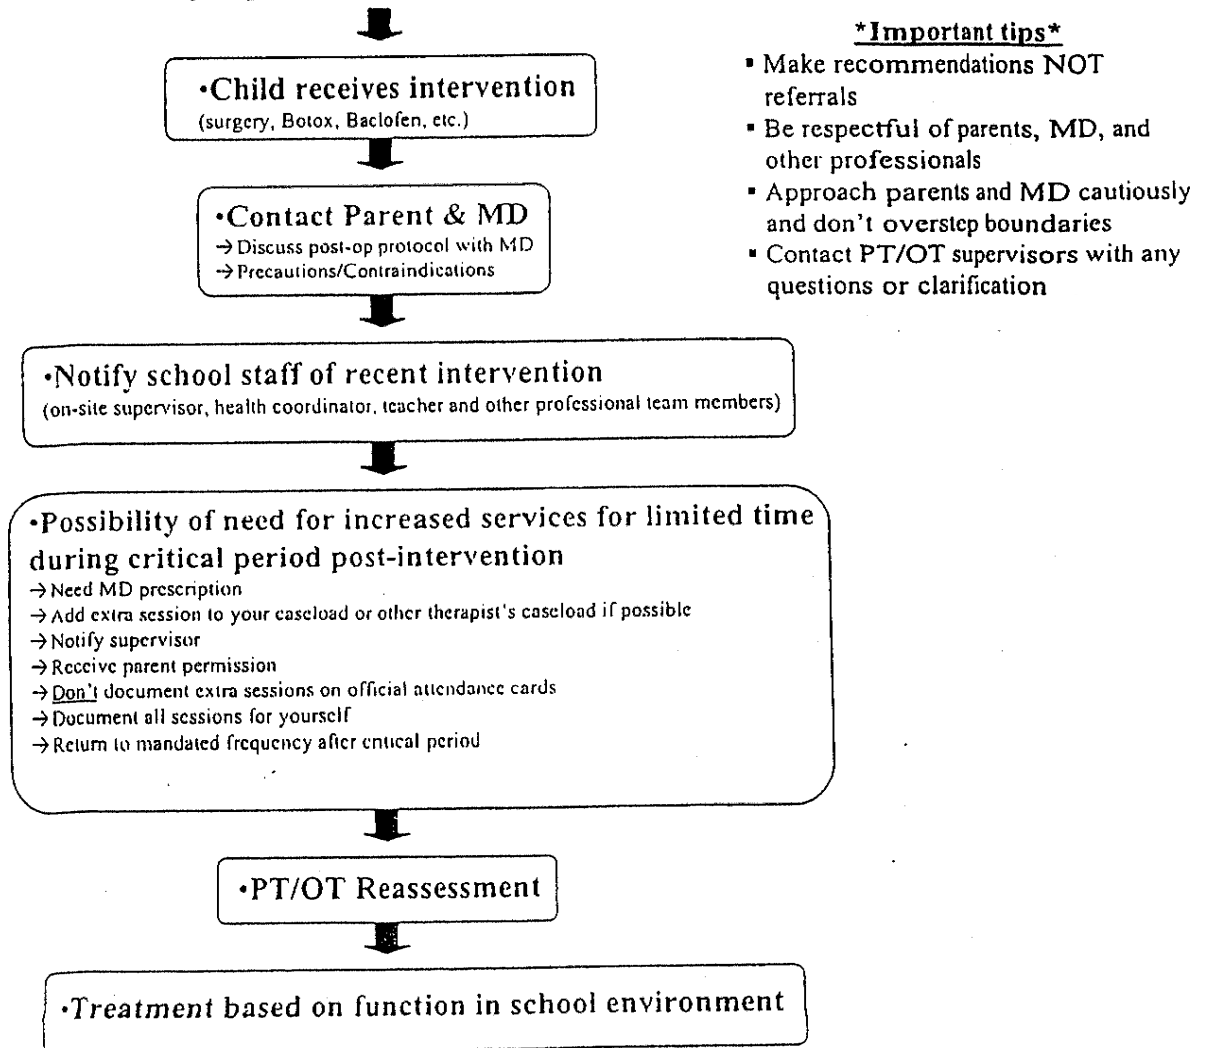 •Child receives intervention
(surgery, Botox, Baclofen, etc.)
•Contact Parent & MD
→Discuss post-op protocol with MD
→Precautions/Contraindications
•Notify school staff of recent intervention
(on-site supervisor, health coordinator, teacher and other professional team members)
•Possibility of need for increased services for limited time
during critical period post-intervention
→Need MD prescription
→Add extra session to your caseload or other therapist's caseload if possible
→Notify supervisor
→Receive parent permission
→Don't document extra sessions on official attendance cards
→Document all sessions for yourself
→Return to mandated frequency after critical period
•PT/OT Reassessment
•Treatment based on function in school environment
*Important tips*
▪ Make recommendations NOT
referrals
▪ Be respectful of parents, MD, and
other professionals
▪ Approach parents and MD cautiously
and don't overstep boundaries
▪ Contact PT/OT supervisors with any
questions or clarification